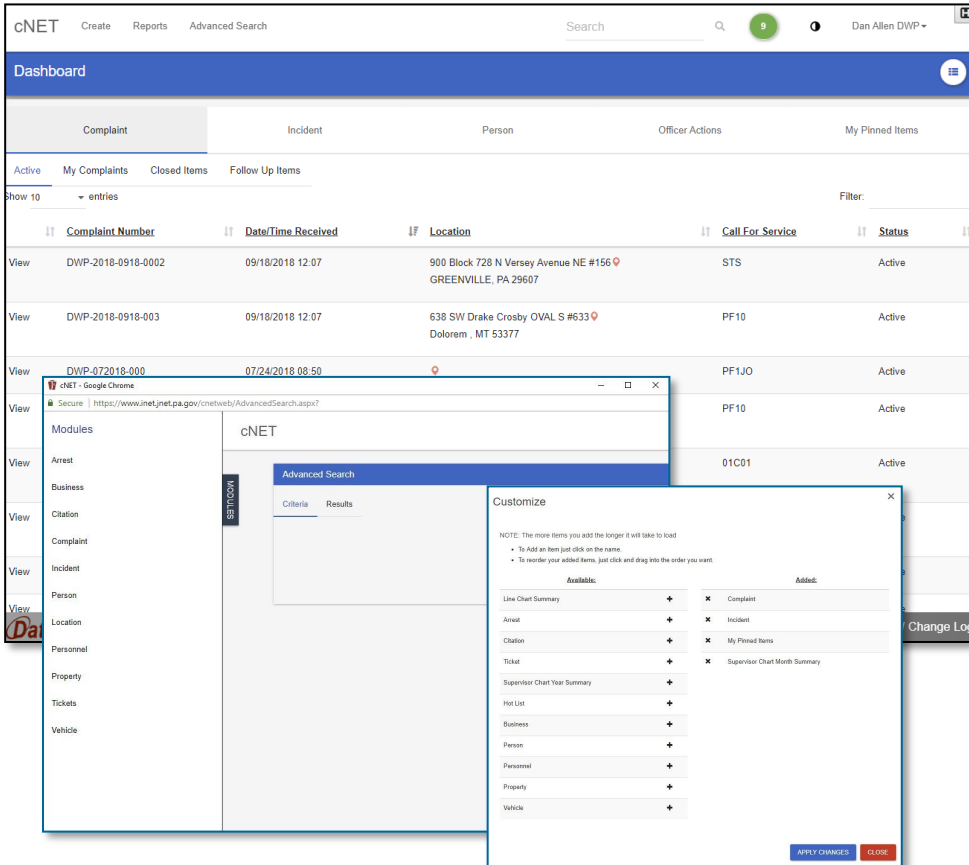 cNET Create Reports Advanced Search Search 9 Dan Allen DWP
Dashboard
Complaint Incident Person Officer Actions My Pinned Items
Active My Complaints Closed Items Follow Up Items
Show 10 entries Filter:
Complaint Number Date/Time Received Location Call For Service Status
View DWP-2018-0918-0002 09/18/2018 12:07 900 Block 728 N Versey Avenue NE #156 STS Active
GREENVILLE, PA 29607
View DWP-2018-0918-003 09/18/2018 12:07 638 SW Drake Crosby OVAL S #633 PF10 Active
Dolorem , MT 53377
View DWP-072018-000 07/24/2018 08:50 PF1JO Active
View PF10 Active
View 01C01 Active
View
View
View
/ Change Log
cNET - Google Chrome
Secure https://www.inet.jnet.pa.gov/cnetweb/AdvancedSearch.aspx?
Modules
Arrest
Business
Citation
Complaint
Incident
Person
Location
Personnel
Property
Tickets
Vehicle
MODULES
cNET
Advanced Search
Criteria Results
Customize
NOTE: The more items you add the longer it will take to load
• To Add an item just click on the name.
• To reorder your added items, just click and drag into the order you want.
Available: Added:
Line Chart Summary + × Complaint
Arrest + × Incident
Citation + × My Pinned Items
Ticket + × Supervisor Chart Month Summary
Supervisor Chart Year Summary +
Hot List +
Business +
Person +
Personnel +
Property +
Vehicle +
APPLY CHANGES CLOSE